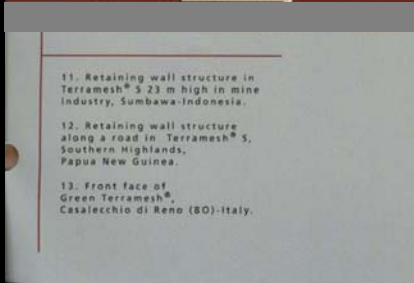 11. Retaining wall structure in
Terramesh® S 23 m high in mine
industry, Sumbawa-Indonesia.
12. Retaining wall structure
along a road in Terramesh® S,
Southern Highlands,
Papua New Guinea.
13. Front face of
Green Terramesh®,
Casalecchio di Reno (BO)-Italy.